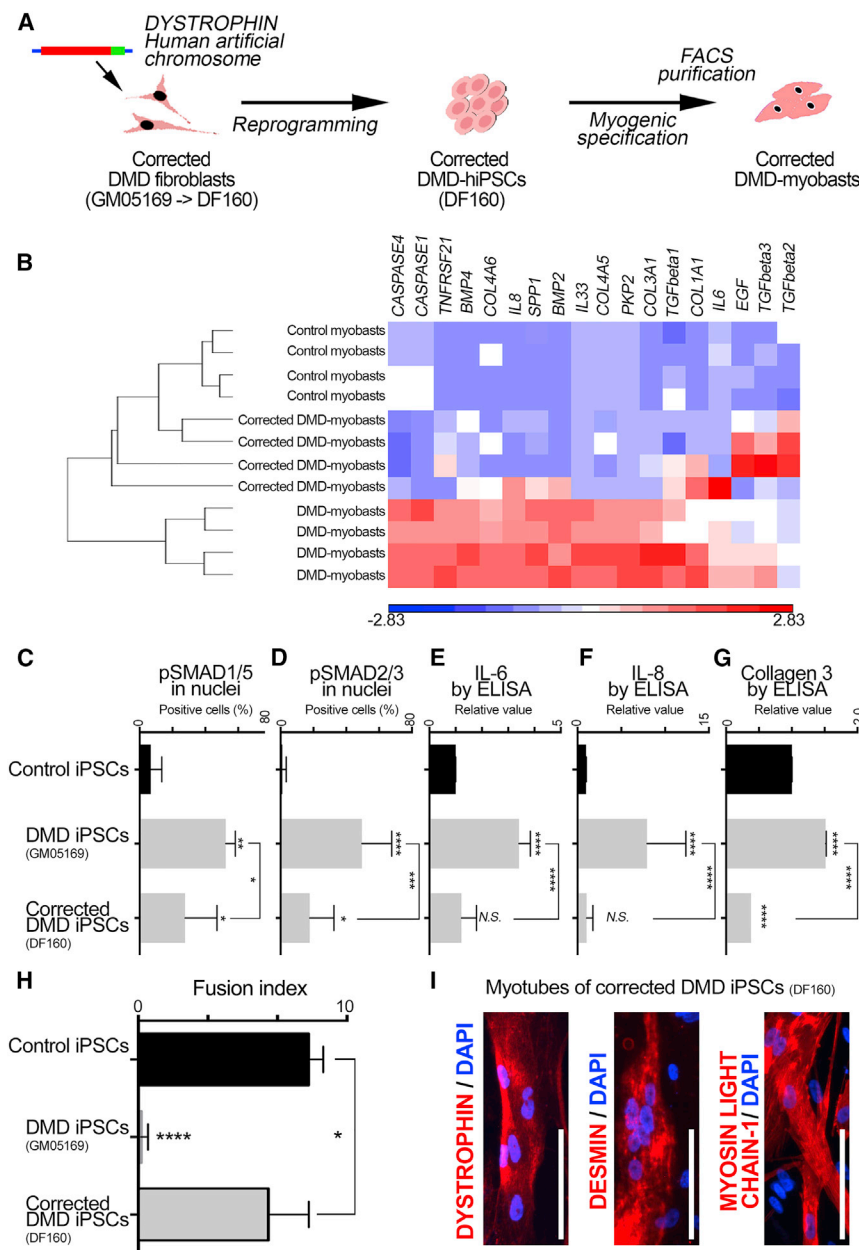 A
DYSTROPHIN
Human artificial
chromosome
Reprogramming
FACS
purification
Myogenic
specification
Corrected
DMD fibroblasts
(GM05169 -> DF160)
Corrected
DMD-hiPSCs
(DF160)
Corrected
DMD-myobasts
B
CASPASE4
CASPASE1
TNFRSF21
BMP4
COL4A6
IL8
SPP1
BMP2
IL33
COL4A5
PKP2
COL3A1
TGFbeta1
COL1A1
IL6
EGF
TGFbeta3
TGFbeta2
Control myobasts
Control myobasts
Control myobasts
Control myobasts
Corrected DMD-myobasts
Corrected DMD-myobasts
Corrected DMD-myobasts
Corrected DMD-myobasts
DMD-myobasts
DMD-myobasts
DMD-myobasts
DMD-myobasts
-2.83
2.83
C
pSMAD1/5
in nuclei
Positive cells (%)
0
80
Control iPSCs
DMD iPSCs
(GM05169)
Corrected
DMD iPSCs
(DF160)
**
*
*
D
pSMAD2/3
in nuclei
Positive cells (%)
0
80
****
***
*
E
IL-6
by ELISA
Relative value
0
5
****
****
N.S.
F
IL-8
by ELISA
Relative value
0
15
****
****
N.S.
G
Collagen 3
by ELISA
Relative value
0
2.0
****
****
****
H
Fusion index
0
10
Control iPSCs
DMD iPSCs
(GM05169)
Corrected
DMD iPSCs
(DF160)
****
*
I
Myotubes of corrected DMD iPSCs (DF160)
DYSTROPHIN / DAPI
DESMIN / DAPI
MYOSIN LIGHT
CHAIN-1/ DAPI